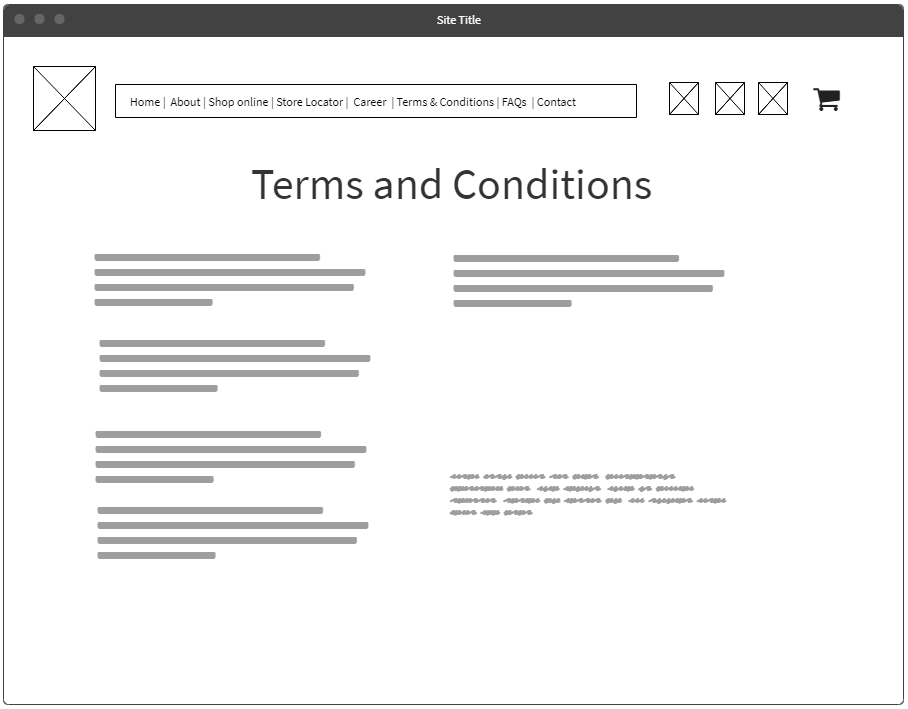 Site Title
Home | About | Shop online | Store Locator | Career | Terms & Conditions | FAQs | Contact
Terms and Conditions